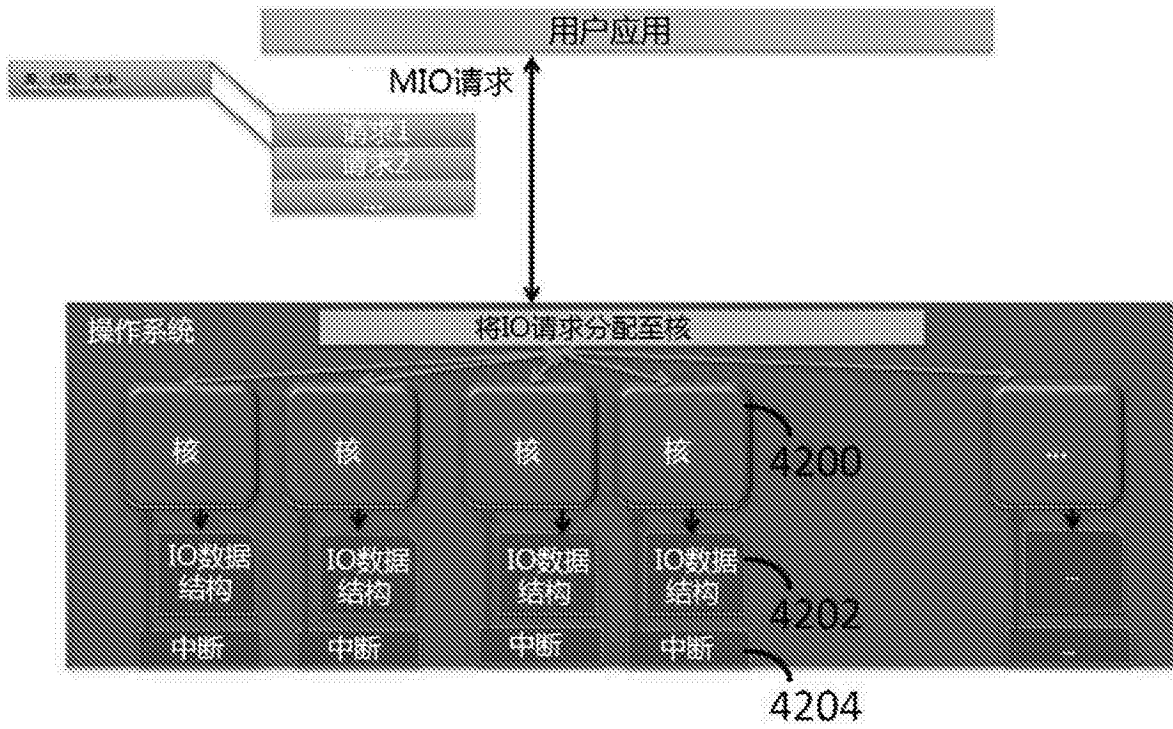 用户应用
MIO请求
请求1
请求2
...
操作系统
将IO请求分配至核
核
核
核
核
...
4200
IO数据
结构
IO数据
结构
IO数据
结构
IO数据
结构
...
4202
中断
中断
中断
中断
...
4204